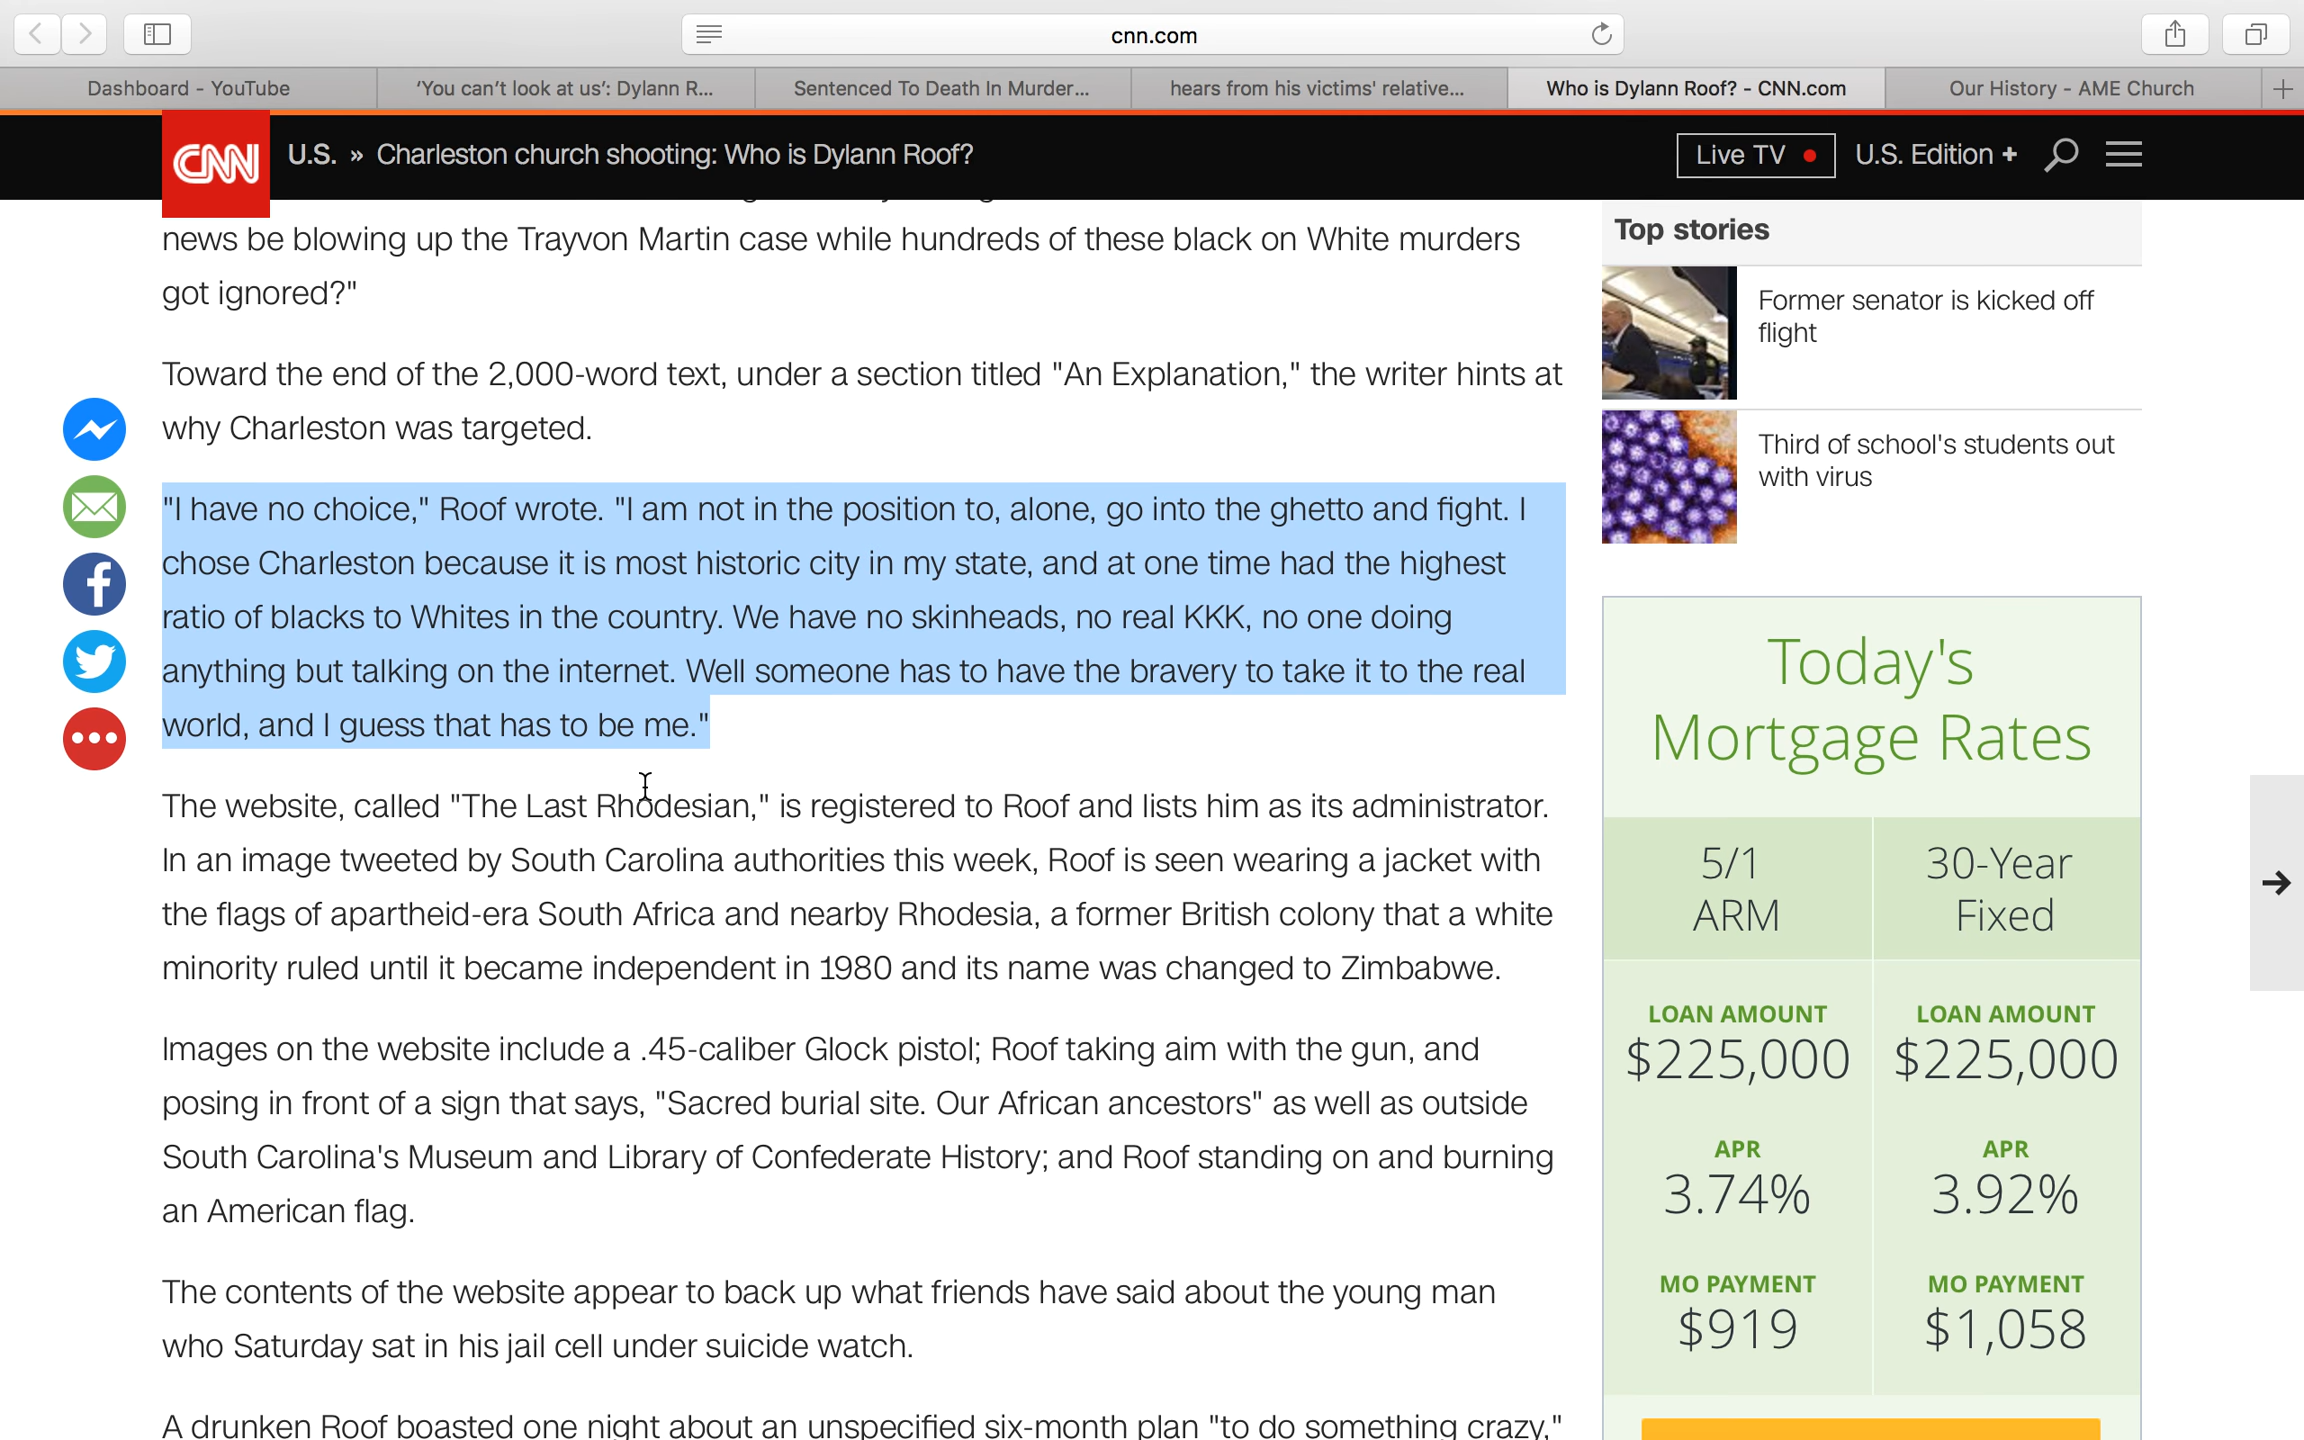 cnn.com
Dashboard - YouTube
'You can't look at us': Dylann R...
Sentenced To Death In Murder...
hears from his victims' relative...
Who is Dylann Roof? - CNN.com
Our History - AME Church
CNN
U.S. » Charleston church shooting: Who is Dylann Roof?
Live TV
U.S. Edition +
news be blowing up the Trayvon Martin case while hundreds of these black on White murders
got ignored?"
Toward the end of the 2,000-word text, under a section titled "An Explanation," the writer hints at
why Charleston was targeted.
"I have no choice," Roof wrote. "I am not in the position to, alone, go into the ghetto and fight. I
chose Charleston because it is most historic city in my state, and at one time had the highest
ratio of blacks to Whites in the country. We have no skinheads, no real KKK, no one doing
anything but talking on the internet. Well someone has to have the bravery to take it to the real
world, and I guess that has to be me."
The website, called "The Last Rhodesian," is registered to Roof and lists him as its administrator.
In an image tweeted by South Carolina authorities this week, Roof is seen wearing a jacket with
the flags of apartheid-era South Africa and nearby Rhodesia, a former British colony that a white
minority ruled until it became independent in 1980 and its name was changed to Zimbabwe.
Images on the website include a .45-caliber Glock pistol; Roof taking aim with the gun, and
posing in front of a sign that says, "Sacred burial site. Our African ancestors" as well as outside
South Carolina's Museum and Library of Confederate History; and Roof standing on and burning
an American flag.
The contents of the website appear to back up what friends have said about the young man
who Saturday sat in his jail cell under suicide watch.
A drunken Roof boasted one night about an unspecified six-month plan "to do something crazy,"
Top stories
Former senator is kicked off
flight
Third of school's students out
with virus
Today's
Mortgage Rates
5/1
ARM
30-Year
Fixed
LOAN AMOUNT
$225,000
LOAN AMOUNT
$225,000
APR
3.74%
APR
3.92%
MO PAYMENT
$919
MO PAYMENT
$1,058